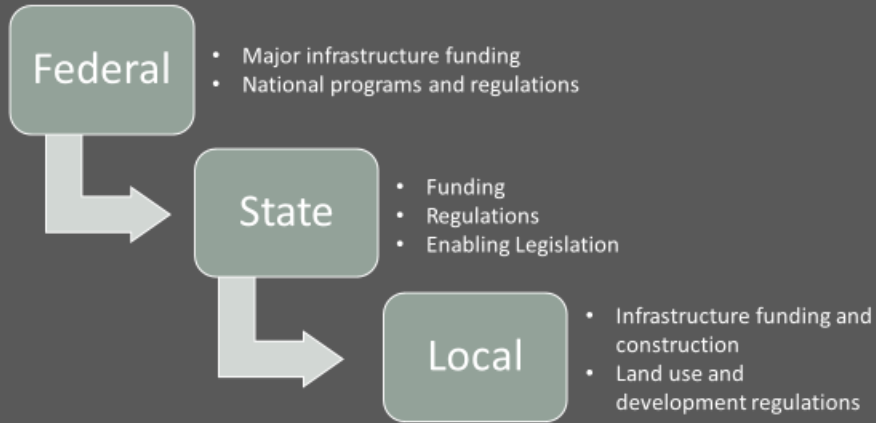 Federal
• Major infrastructure funding
• National programs and regulations
State
• Funding
• Regulations
• Enabling Legislation
Local
• Infrastructure funding and
construction
• Land use and
development regulations